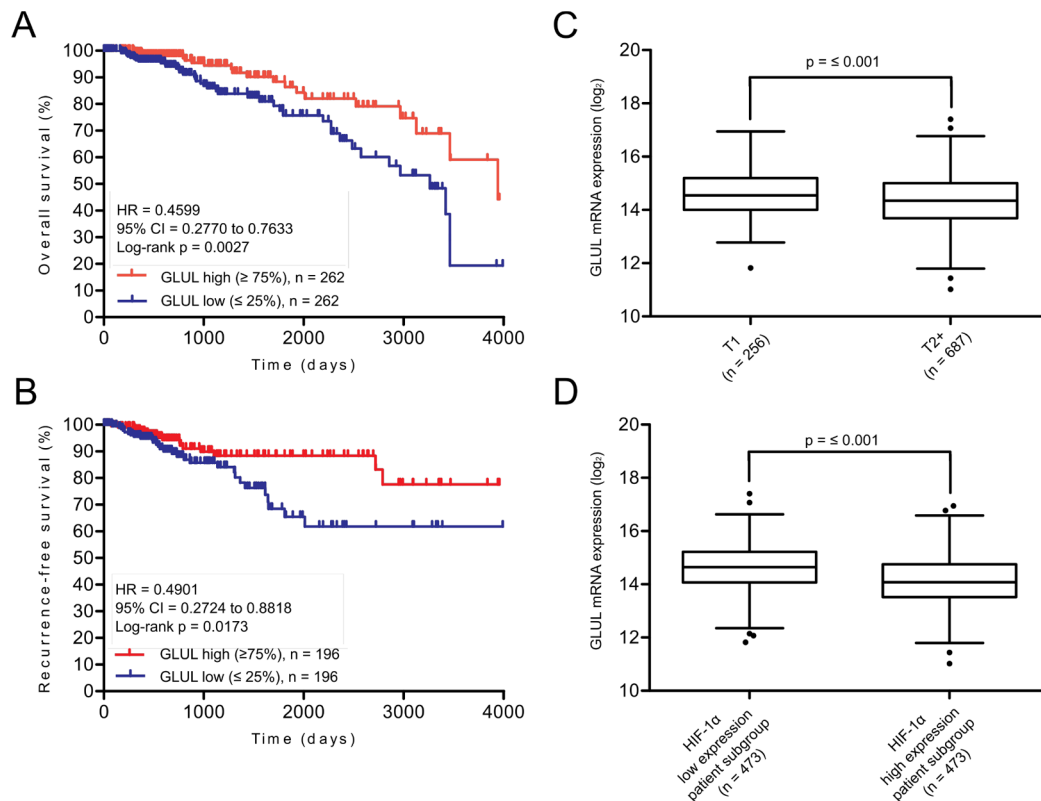 A
Overall survival (%)
100
90
80
70
60
50
40
30
20
10
0
HR = 0.4599
95% CI = 0.2770 to 0.7633
Log-rank p = 0.0027
GLUL high (≥ 75%), n = 262
GLUL low (≤ 25%), n = 262
0 1000 2000 3000 4000
Time (days)
B
Recurrence-free survival (%)
100
90
80
70
60
50
40
30
20
10
0
HR = 0.4901
95% CI = 0.2724 to 0.8818
Log-rank p = 0.0173
GLUL high (≥75%), n = 196
GLUL low (≤ 25%), n = 196
0 1000 2000 3000 4000
Time (days)
C
GLUL mRNA expression (log₂)
20
18
16
14
12
10
p = ≤ 0.001
T1
(n = 256)
T2+
(n = 687)
D
GLUL mRNA expression (log₂)
20
18
16
14
12
10
p = ≤ 0.001
HIF-1α
low expression
patient subgroup
(n = 473)
HIF-1α
high expression
patient subgroup
(n = 473)